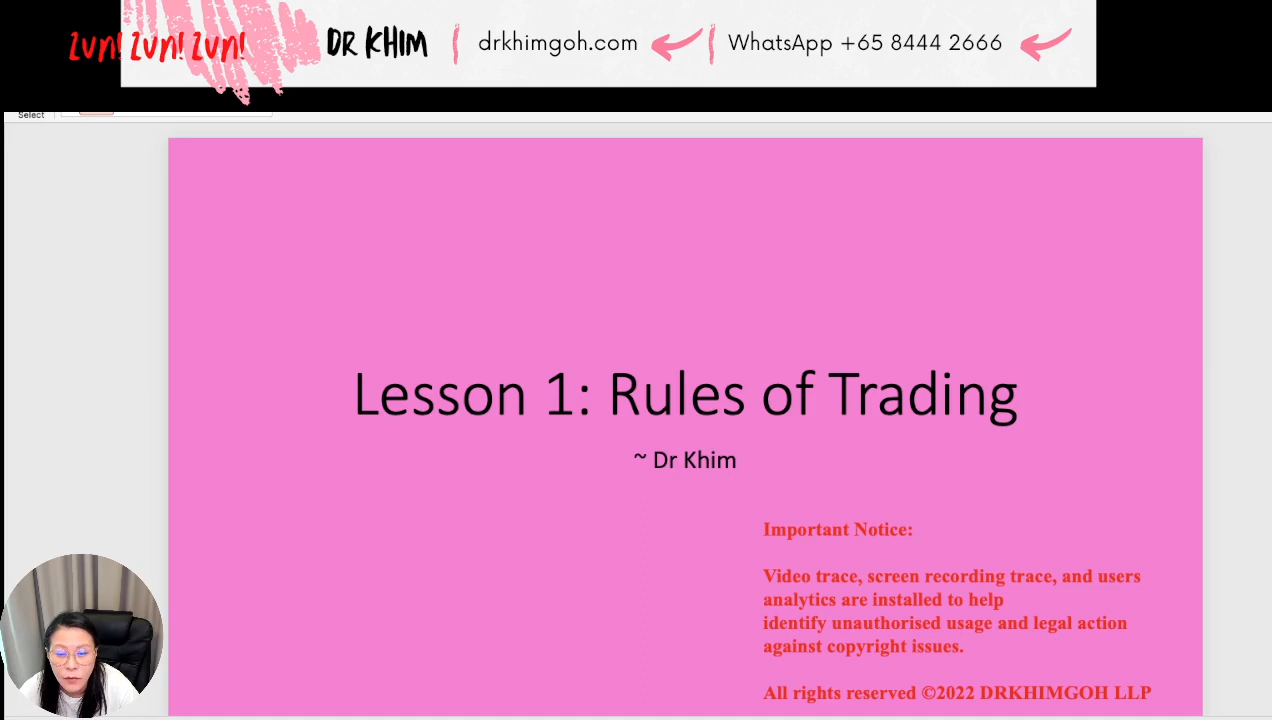 Zun! Zun! Zun! DR KHIM drkhimgoh.com WhatsApp +65 8444 2666
Select
Lesson 1: Rules of Trading
~ Dr Khim
Important Notice:
Video trace, screen recording trace, and users
analytics are installed to help
identify unauthorised usage and legal action
against copyright issues.
All rights reserved ©2022 DRKHIMGOH LLP